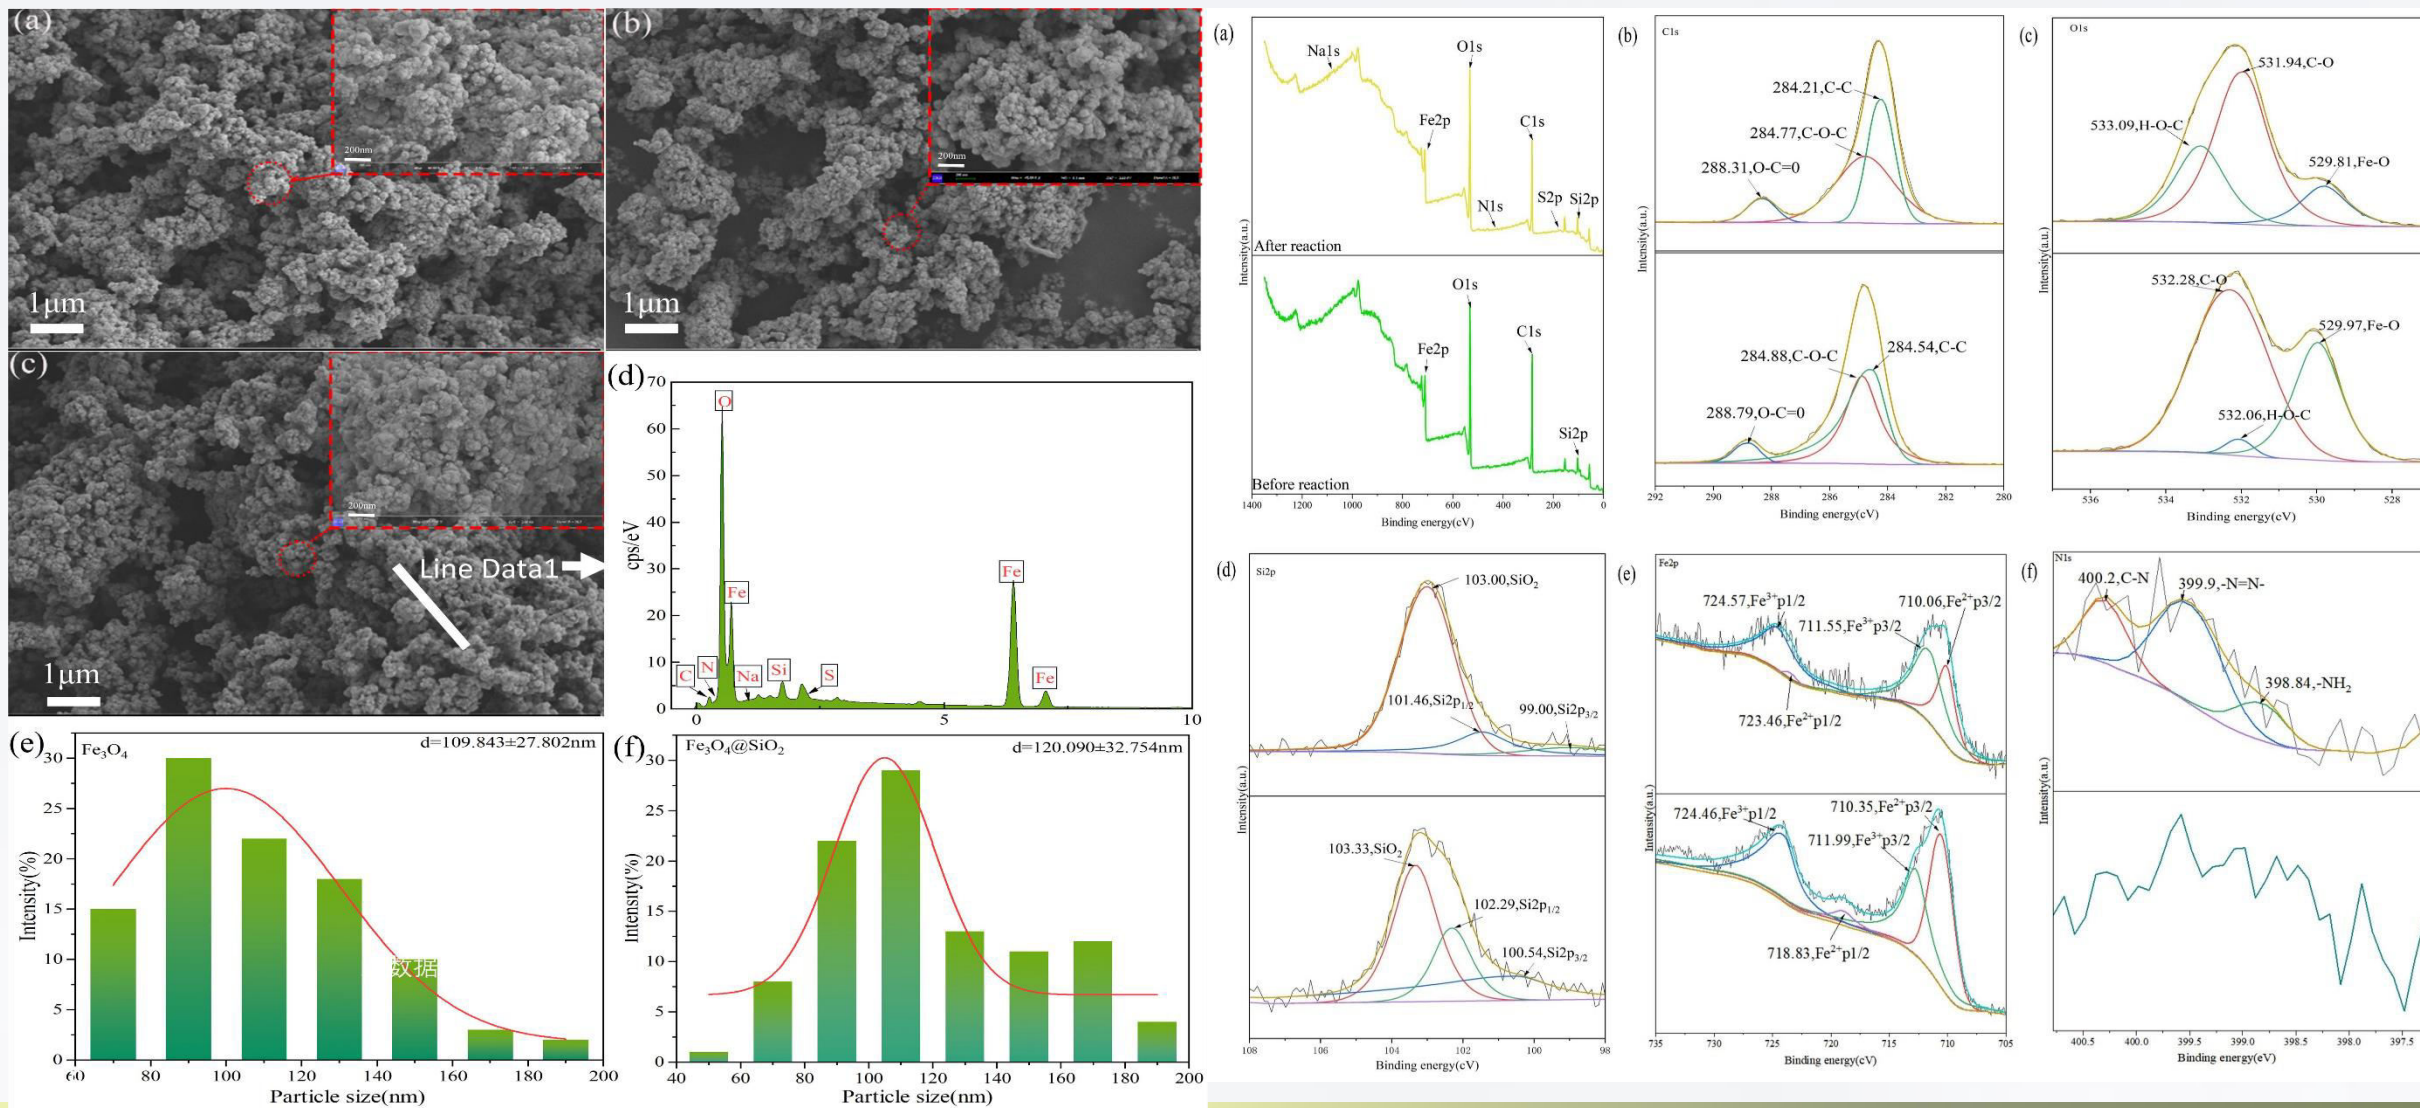 (a)
200nm
1μm
(b)
200nm
1μm
(c)
200nm
Line Data1
1μm
(d)
cps/eV
70
60
50
40
30
20
10
0
O
Fe
C
N
Na
Si
S
Fe
Fe
0
5
10
(e)
Fe3O4
d=109.843±27.802nm
Intensity(%)
30
25
20
15
10
5
0
数据
60
80
100
120
140
160
180
200
Particle size(nm)
(f)
Fe3O4@SiO2
d=120.090±32.754nm
Intensity(%)
30
25
20
15
10
5
0
40
60
80
100
120
140
160
180
200
Particle size(nm)
(a)
Na1s
Fe2p
O1s
N1s
C1s
S2p
Si2p
After reaction
Intensity(a.u.)
Fe2p
O1s
C1s
Si2p
Before reaction
1400
1200
1000
800
600
400
200
0
Binding energy(cV)
(b)
C1s
284.21,C-C
284.77,C-O-C
288.31,O-C=0
Intensity(a.u.)
284.88,C-O-C
284.54,C-C
288.79,O-C=0
292
290
288
286
284
282
280
Binding energy(cV)
(c)
O1s
531.94,C-O
533.09,H-O-C
529.81,Fe-O
Intensity(a.u.)
532.28,C-O
529.97,Fe-O
532.06,H-O-C
536
534
532
530
528
Binding energy(cV)
(d)
Si2p
103.00,SiO2
101.46,Si2p1/2
99.00,Si2p3/2
Intensity(a.u.)
103.33,SiO2
102.29,Si2p1/2
100.54,Si2p3/2
108
106
104
102
100
98
Binding energy(cV)
(e)
Fe2p
724.57,Fe3+p1/2
710.06,Fe2+p3/2
711.55,Fe3+p3/2
723.46,Fe2+p1/2
Intensity(a.u.)
724.46,Fe3+p1/2
710.35,Fe2+p3/2
711.99,Fe3+p3/2
718.83,Fe2+p1/2
735
730
725
720
715
710
705
Binding energy(cV)
(f)
N1s
400.2,C-N
399.9,-N=N-
398.84,-NH2
Intensity(a.u.)
400.5
400.0
399.5
399.0
398.5
398.0
397.5
Binding energy(eV)